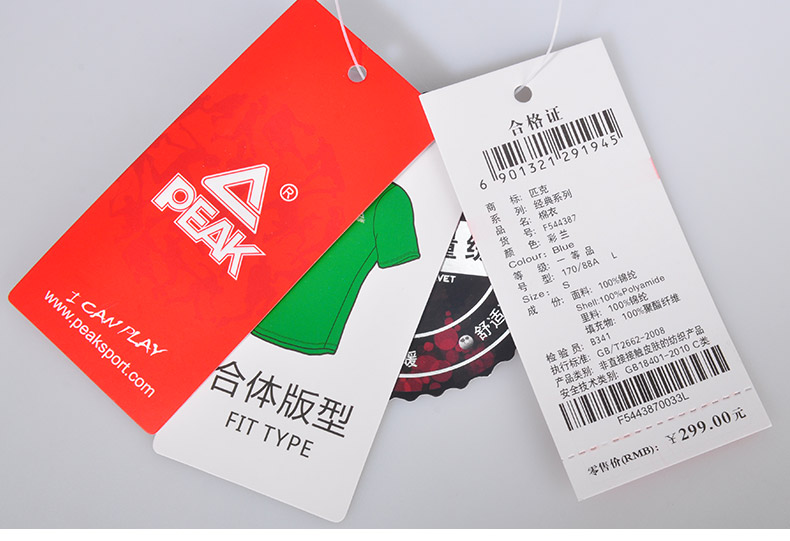 PEAK®
I CAN PLAY
www.peaksport.com
合体版型
FIT TYPE
VET
暖
舒适
合格证
6 901321 291945
商 标: 匹克
系 列: 经典系列
品 名: 棉衣
货 号: F544387
颜 色: 彩兰
Colour: Blue
等 级: 一等品
号 型: 170/88A L
Size: S
成 份: 面料: 100%锦纶
Shell:100%Polyamide
里料: 100%锦纶
填充物: 100%聚酯纤维
检 验 员: B341
执行标准: GB/T2662-2008
产品类别: 非直接接触皮肤的纺织产品
安全技术类别: GB18401-2010 C类
F5443870033L
零售价(RMB): ¥299.00元